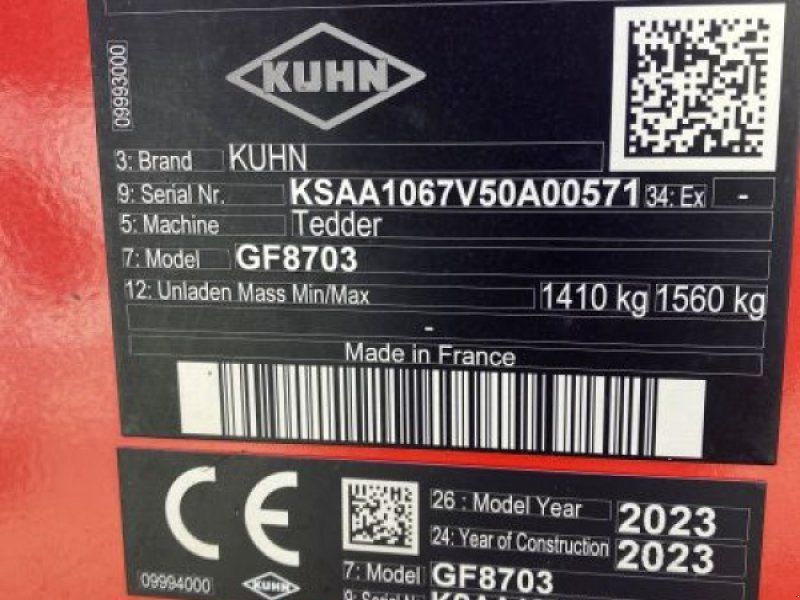 KUHN
09993000
3: Brand KUHN
9: Serial Nr. KSAA1067V50A00571 34: Ex -
5: Machine Tedder
7: Model GF8703
12: Unladen Mass Min/Max 1410 kg 1560 kg
-
Made in France
CE
26 : Model Year 2023
24: Year of Construction 2023
09994000
KUHN
7: Model GF8703
9: Serial